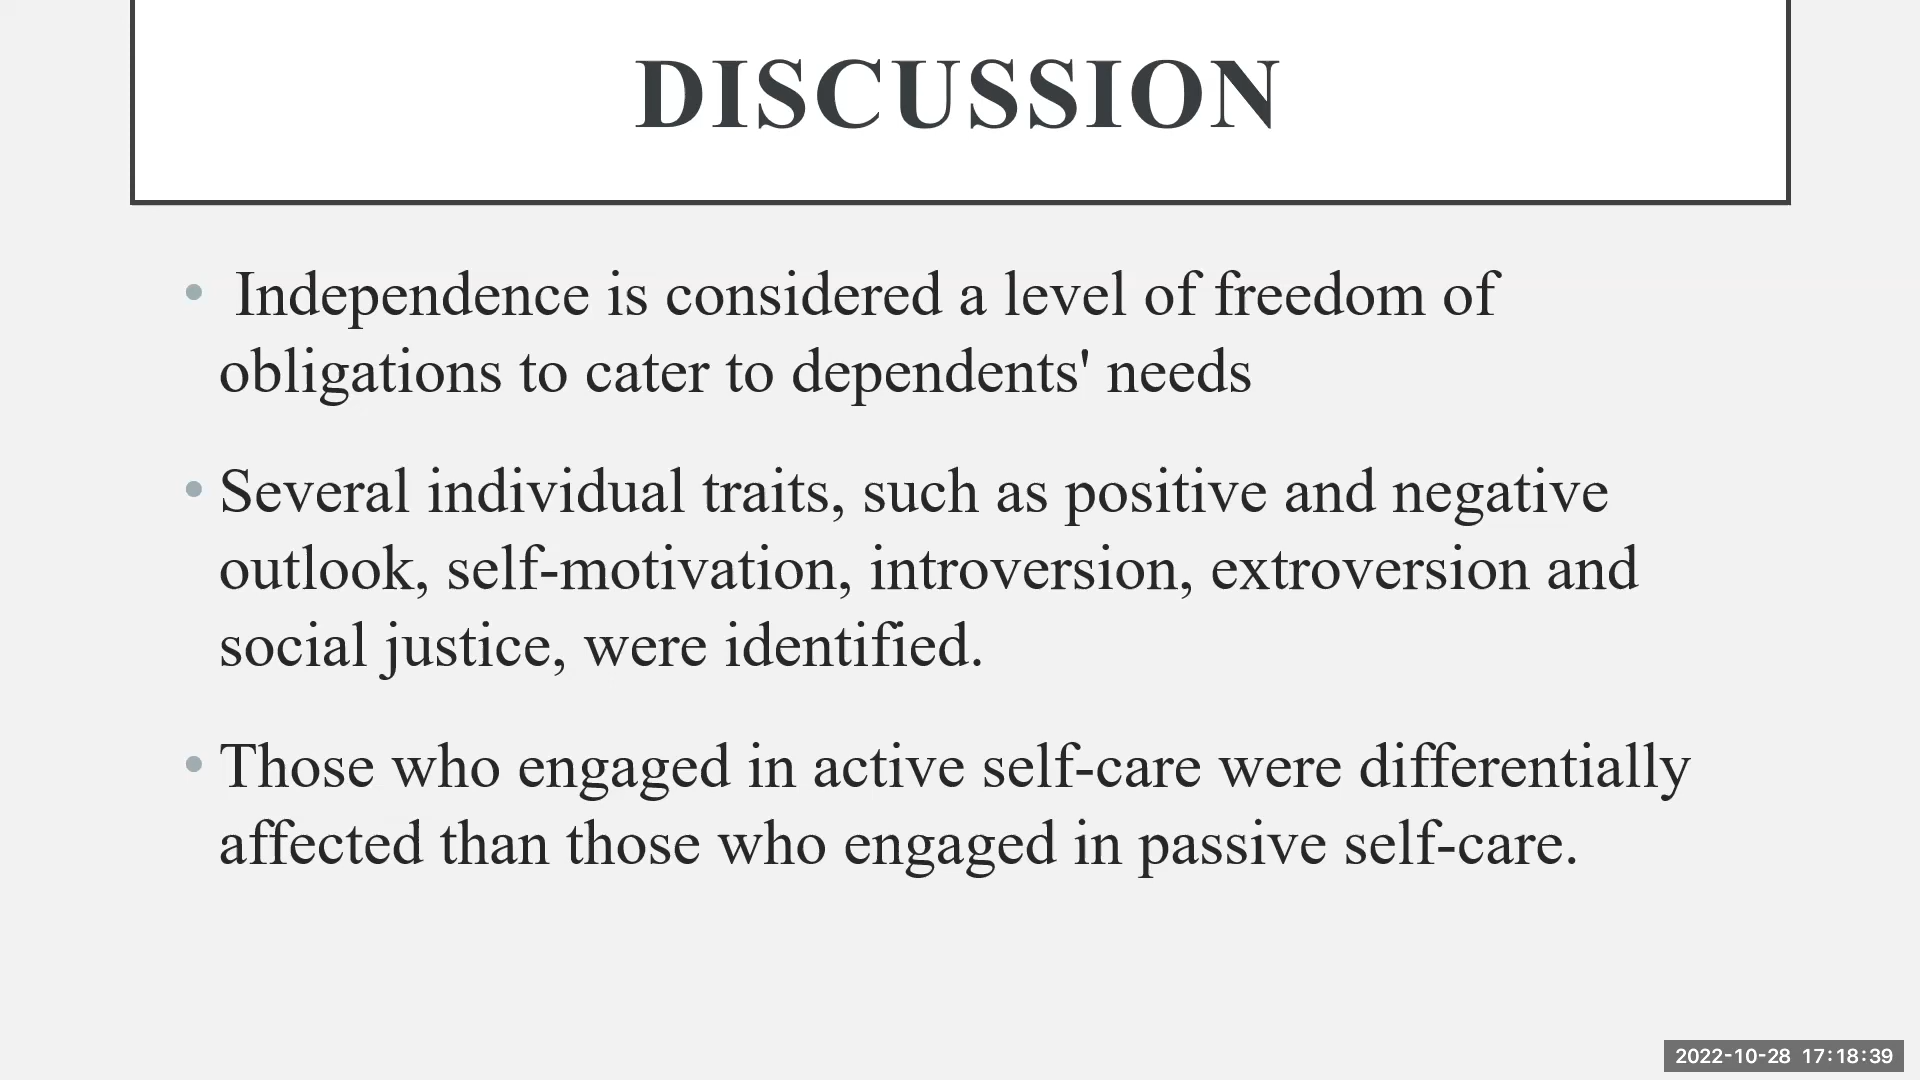 DISCUSSION
• Independence is considered a level of freedom of
obligations to cater to dependents' needs
• Several individual traits, such as positive and negative
outlook, self-motivation, introversion, extroversion and
social justice, were identified.
• Those who engaged in active self-care were differentially
affected than those who engaged in passive self-care.
2022-10-28 17:18:39